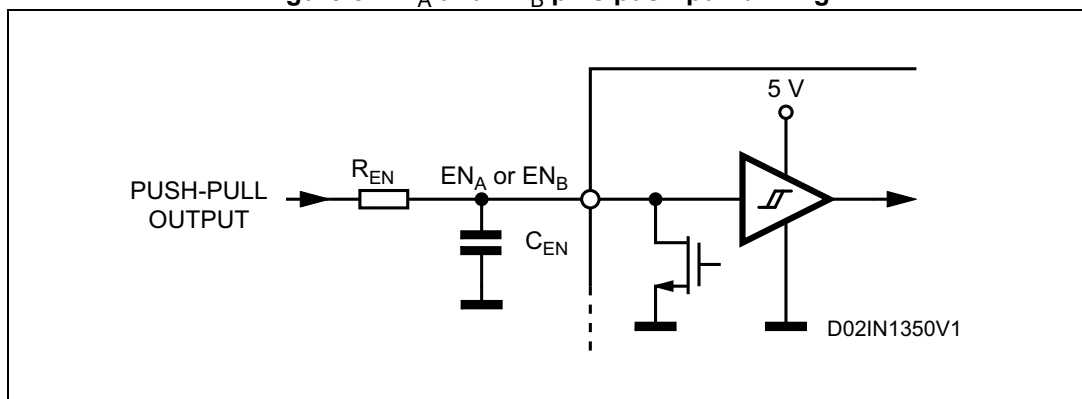 5 V
R_EN
EN_A or EN_B
PUSH-PULL
OUTPUT
C_EN
D02IN1350V1